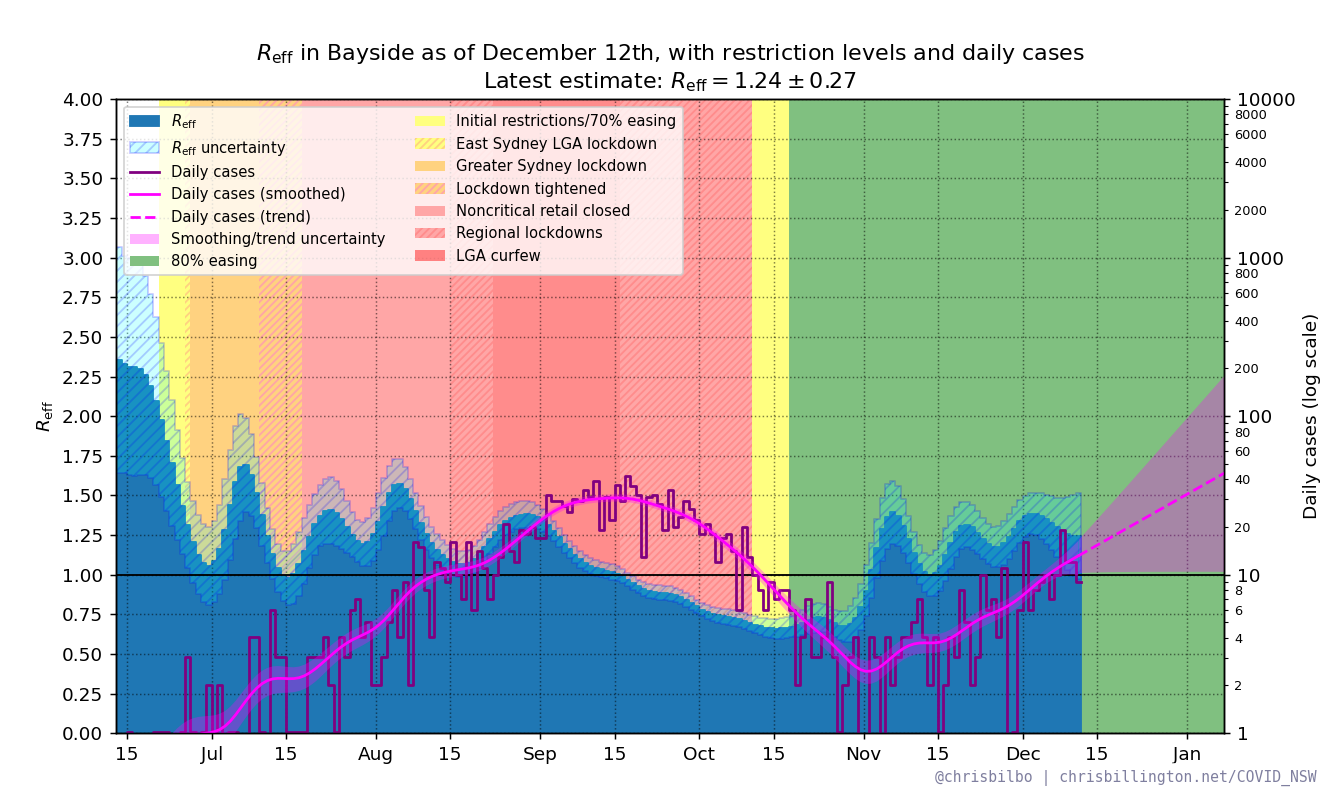 R_eff in Bayside as of December 12th, with restriction levels and daily cases
Latest estimate: R_eff = 1.24 ± 0.27
R_eff
R_eff uncertainty
Daily cases
Daily cases (smoothed)
Daily cases (trend)
Smoothing/trend uncertainty
80% easing
Initial restrictions/70% easing
East Sydney LGA lockdown
Greater Sydney lockdown
Lockdown tightened
Noncritical retail closed
Regional lockdowns
LGA curfew
R_eff
4.00
3.75
3.50
3.25
3.00
2.75
2.50
2.25
2.00
1.75
1.50
1.25
1.00
0.75
0.50
0.25
0.00
15
Jul
15
Aug
15
Sep
15
Oct
15
Nov
15
Dec
15
Jan
10000
8000
6000
4000
2000
1000
800
600
400
200
100
80
60
40
20
10
8
6
4
2
1
Daily cases (log scale)
@chrisbilbo | chrisbillington.net/COVID_NSW